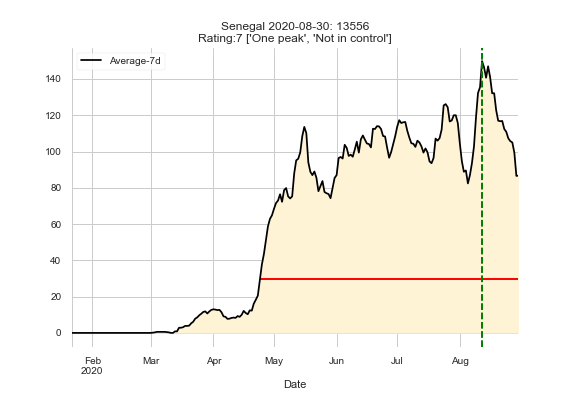 Senegal 2020-08-30: 13556
Rating:7 ['One peak', 'Not in control']
Average-7d
140
120
100
80
60
40
20
0
Feb
2020
Mar
Apr
May
Jun
Jul
Aug
Date